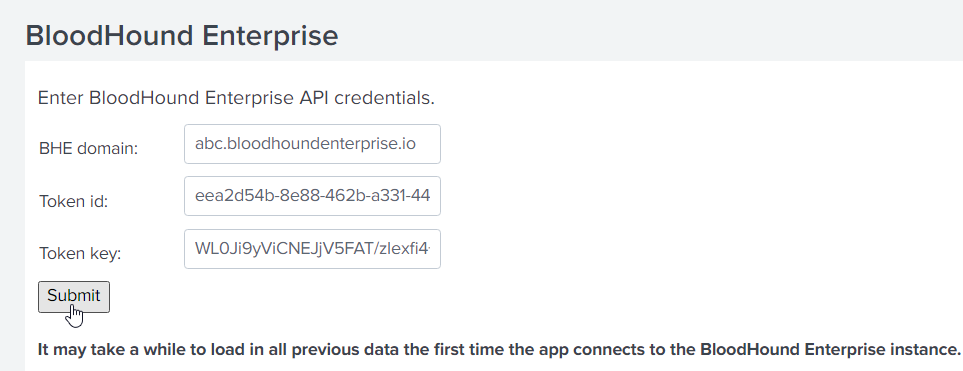 BloodHound Enterprise
Enter BloodHound Enterprise API credentials.
BHE domain: abc.bloodhoundenterprise.io
Token id: eea2d54b-8e88-462b-a331-44
Token key: WL0Ji9yViCNEJjV5FAT/zlexfi4
Submit
It may take a while to load in all previous data the first time the app connects to the BloodHound Enterprise instance.